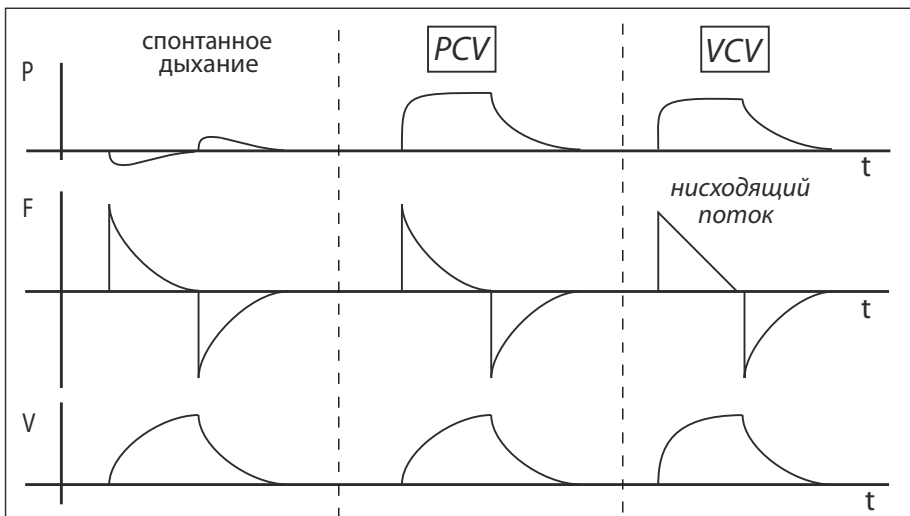 спонтанное
дыхание
PCV
VCV
P
t
нисходящий
поток
F
t
V
t